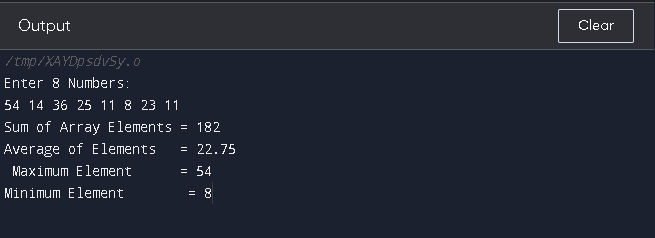 Output
Clear
/tmp/XAYDpsdvSy.o
Enter 8 Numbers:
54 14 36 25 11 8 23 11
Sum of Array Elements = 182
Average of Elements   = 22.75
 Maximum Element      = 54
Minimum Element        = 8